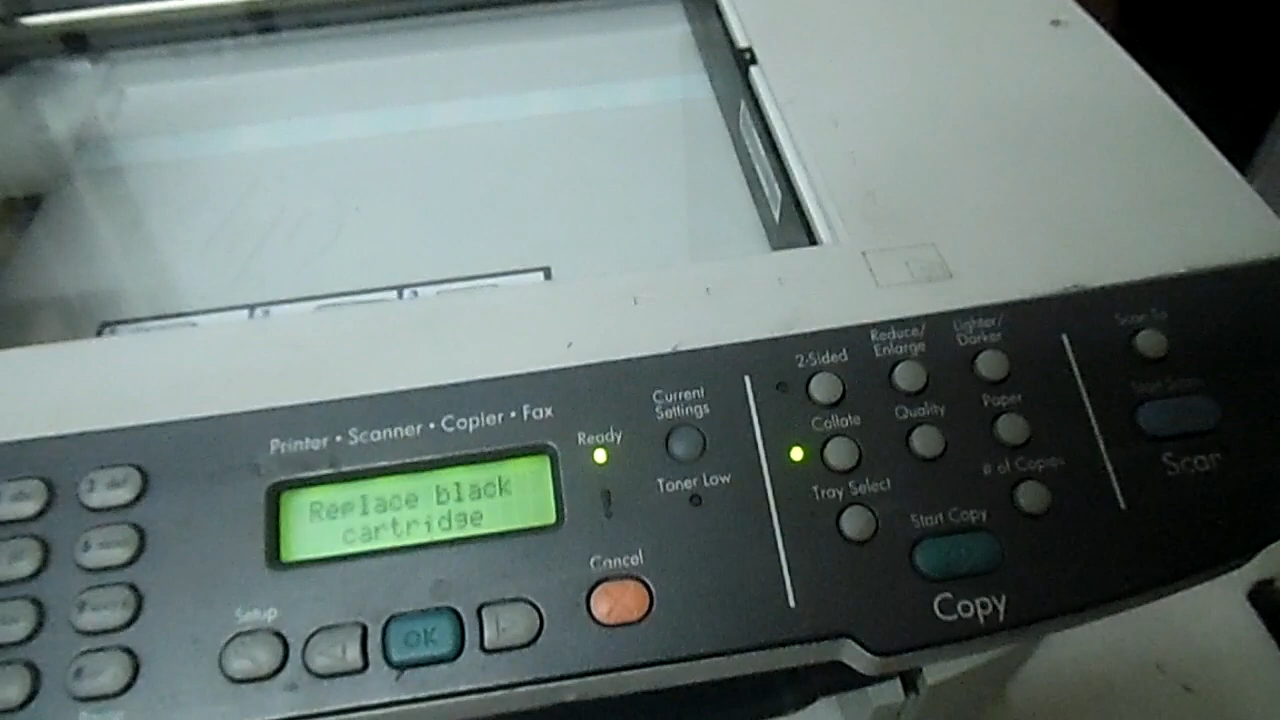 Printer • Scanner • Copier • Fax
Replace black
cartridge
Ready
Current
Settings
Toner Low
Setup
OK
Cancel
2-Sided
Reduce/
Enlarge
Lighter/
Darker
Collate
Quality
Paper
Tray Select
# of Copies
Start Copy
Copy
Scan To
Start Scan
Scan